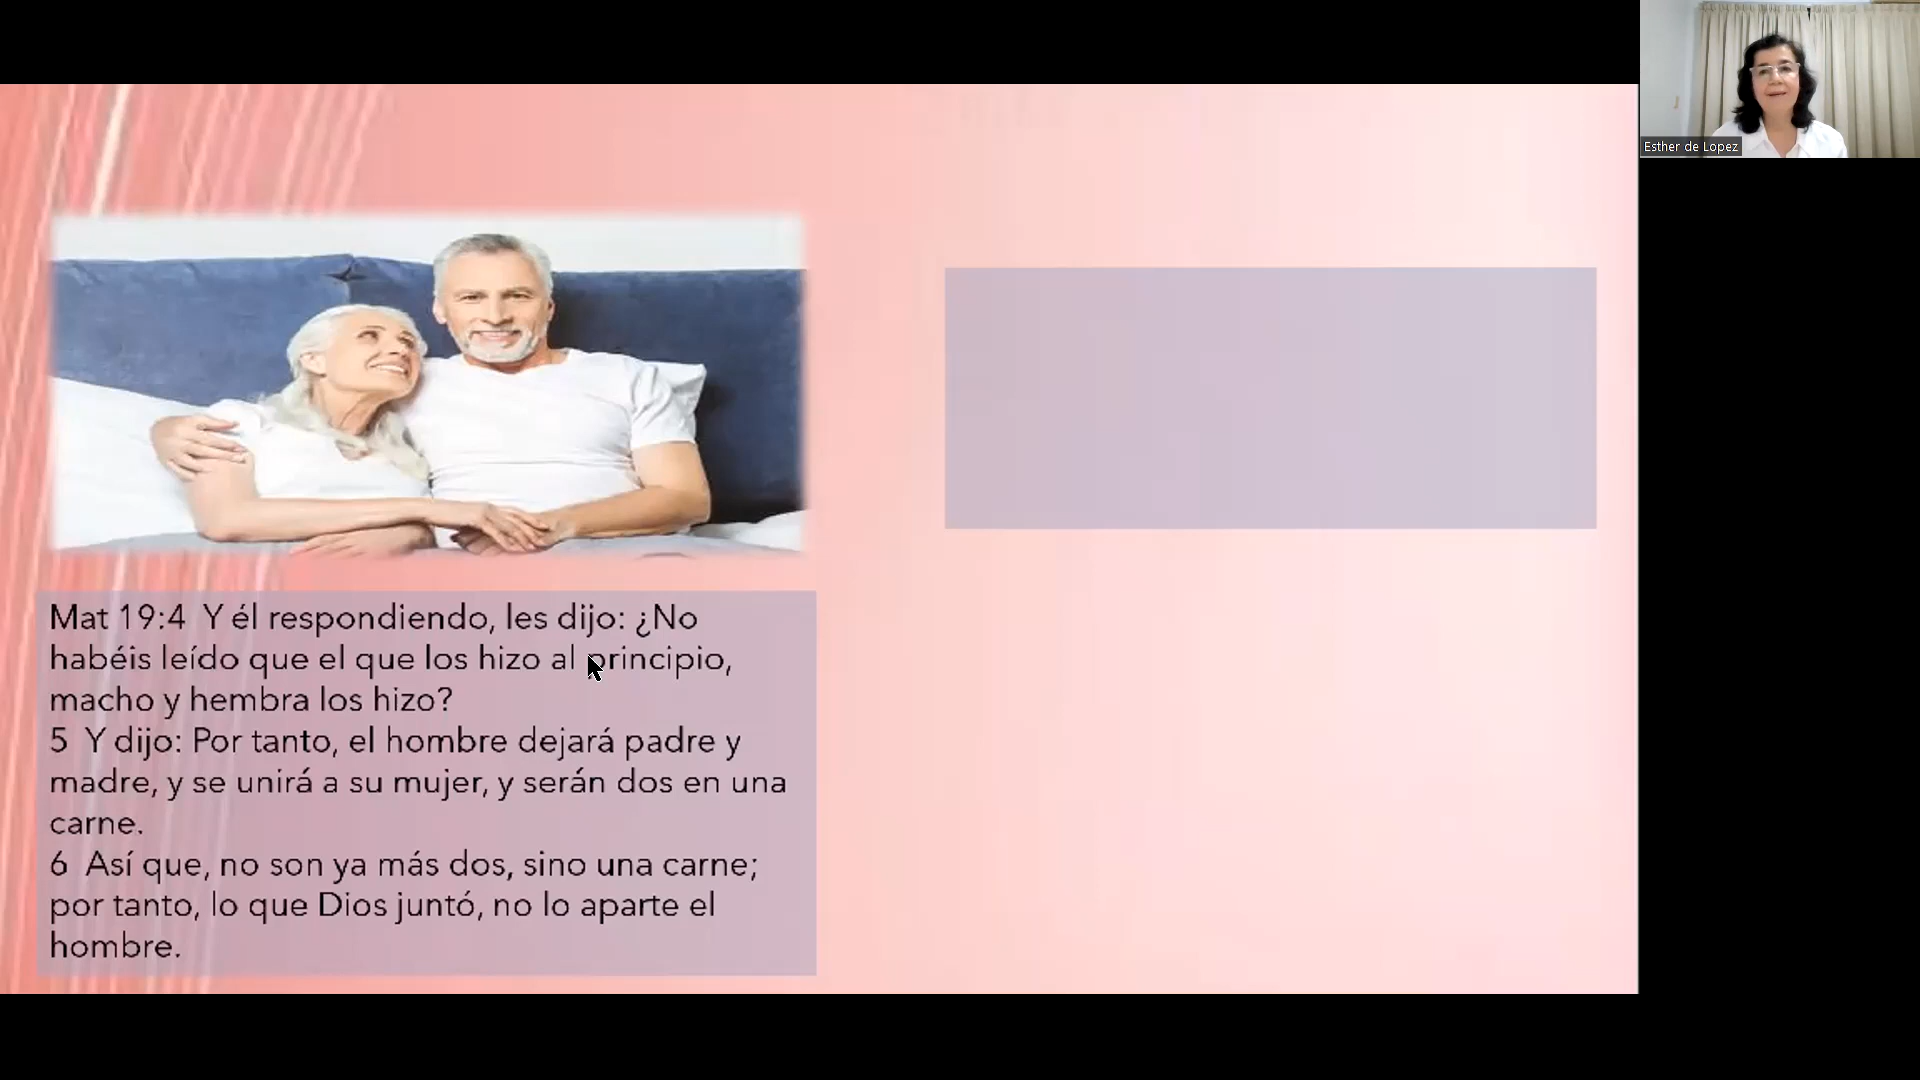 Esther de Lopez
Mat 19:4  Y él respondiendo, les dijo: ¿No
habéis leído que el que los hizo al principio,
macho y hembra los hizo?
5  Y dijo: Por tanto, el hombre dejará padre y
madre, y se unirá a su mujer, y serán dos en una
carne.
6  Así que, no son ya más dos, sino una carne;
por tanto, lo que Dios juntó, no lo aparte el
hombre.